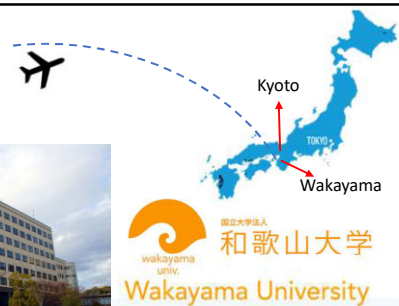 Kyoto
TOKYO
Wakayama
国立大学法人
和歌山大学
wakayama
univ.
Wakayama University